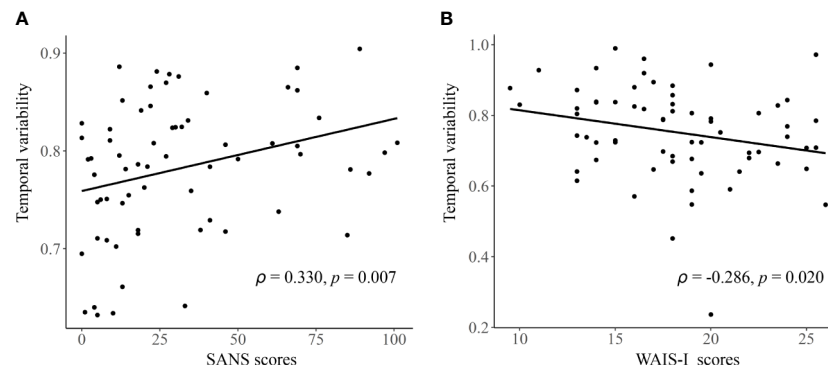 A
B
Temporal variability
0.9
0.8
0.7
0
25
50
75
100
SANS scores
ρ = 0.330, p = 0.007
Temporal variability
1.0
0.8
0.6
0.4
0.2
10
15
20
25
WAIS-I scores
ρ = -0.286, p = 0.020